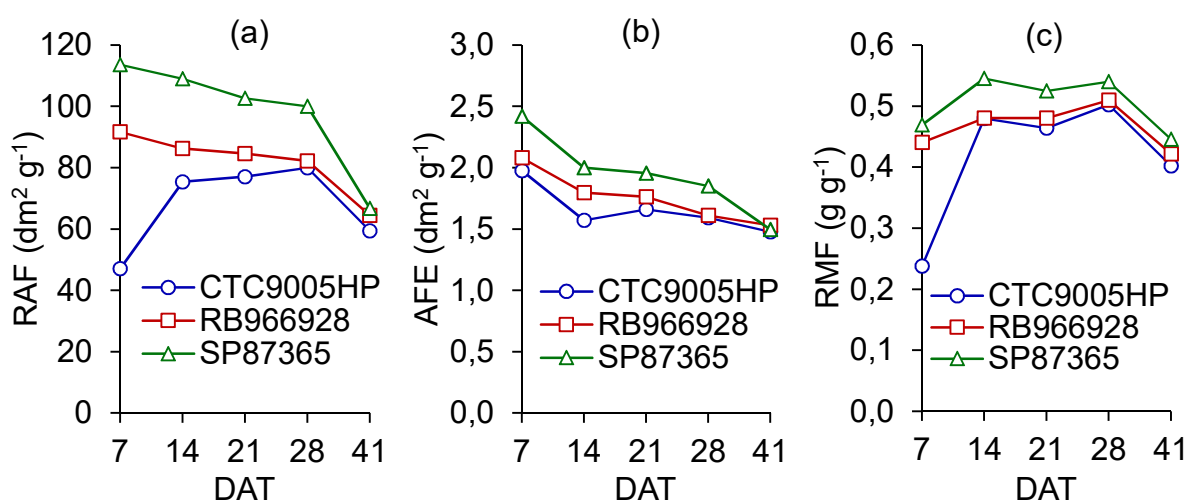 (a)
RAF (dm² g⁻¹)
120
100
80
60
40
20
0
CTC9005HP
RB966928
SP87365
7 14 21 28 41
DAT
(b)
AFE (dm² g⁻¹)
3,0
2,5
2,0
1,5
1,0
0,5
0,0
CTC9005HP
RB966928
SP87365
7 14 21 28 41
DAT
(c)
RMF (g g⁻¹)
0,6
0,5
0,4
0,3
0,2
0,1
0,0
CTC9005HP
RB966928
SP87365
7 14 21 28 41
DAT